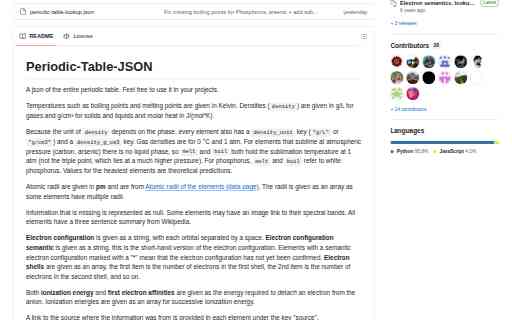 periodic-table-lookup.json
Fix missing boiling points for Phosphorus, arsenic + add sub...
yesterday
README
License
Periodic-Table-JSON
A json of the entire periodic table. Feel free to use it in your projects.
Temperatures such as boiling points and melting points are given in Kelvin. Densities ( density ) are given in g/l for
gases and g/cm³ for solids and liquids and molar heat in J/(mol*K).
Because the unit of density depends on the phase, every element also has a density_unit key ( "g/L" or
"g/cm3" ) and a density_g_cm3 key. Gas densities are for 0 °C and 1 atm. For elements that sublime at atmospheric
pressure (carbon, arsenic) there is no liquid phase, so melt and boil both hold the sublimation temperature at 1
atm (not the triple point, which lies at a much higher pressure). For phosphorus, melt and boil refer to white
phosphorus. Values for the heaviest elements are theoretical predictions.
Atomic radii are given in pm and are from Atomic radii of the elements (data page). The radii is given as an array as
some elements have multiple radii.
Information that is missing is represented as null. Some elements may have an image link to their spectral bands. All
elements have a three sentence summary from Wikipedia.
Electron configuration is given as a string, with each orbital separated by a space. Electron configuration
semantic is given as string, this is the short-hand version of the electron configuration. Elements with a semantic
electron configuration marked with a "*" mean that the electron configuration has not yet been confirmed. Electron
shells are given as an array, the first item is the number of electrons in the first shell, the 2nd item is the number of
electrons in the second shell, and so on.
Both ionization energy and first electron affinities are given as the energy required to detach an electron from the
anion. Ionization energies are given as an array for successive ionization energy.
A link to the source where the information was from is provided in each element under the key "source".
Electron semantic, looku...
Latest
+ 2 releases
Contributors
Languages
Python
JavaScript